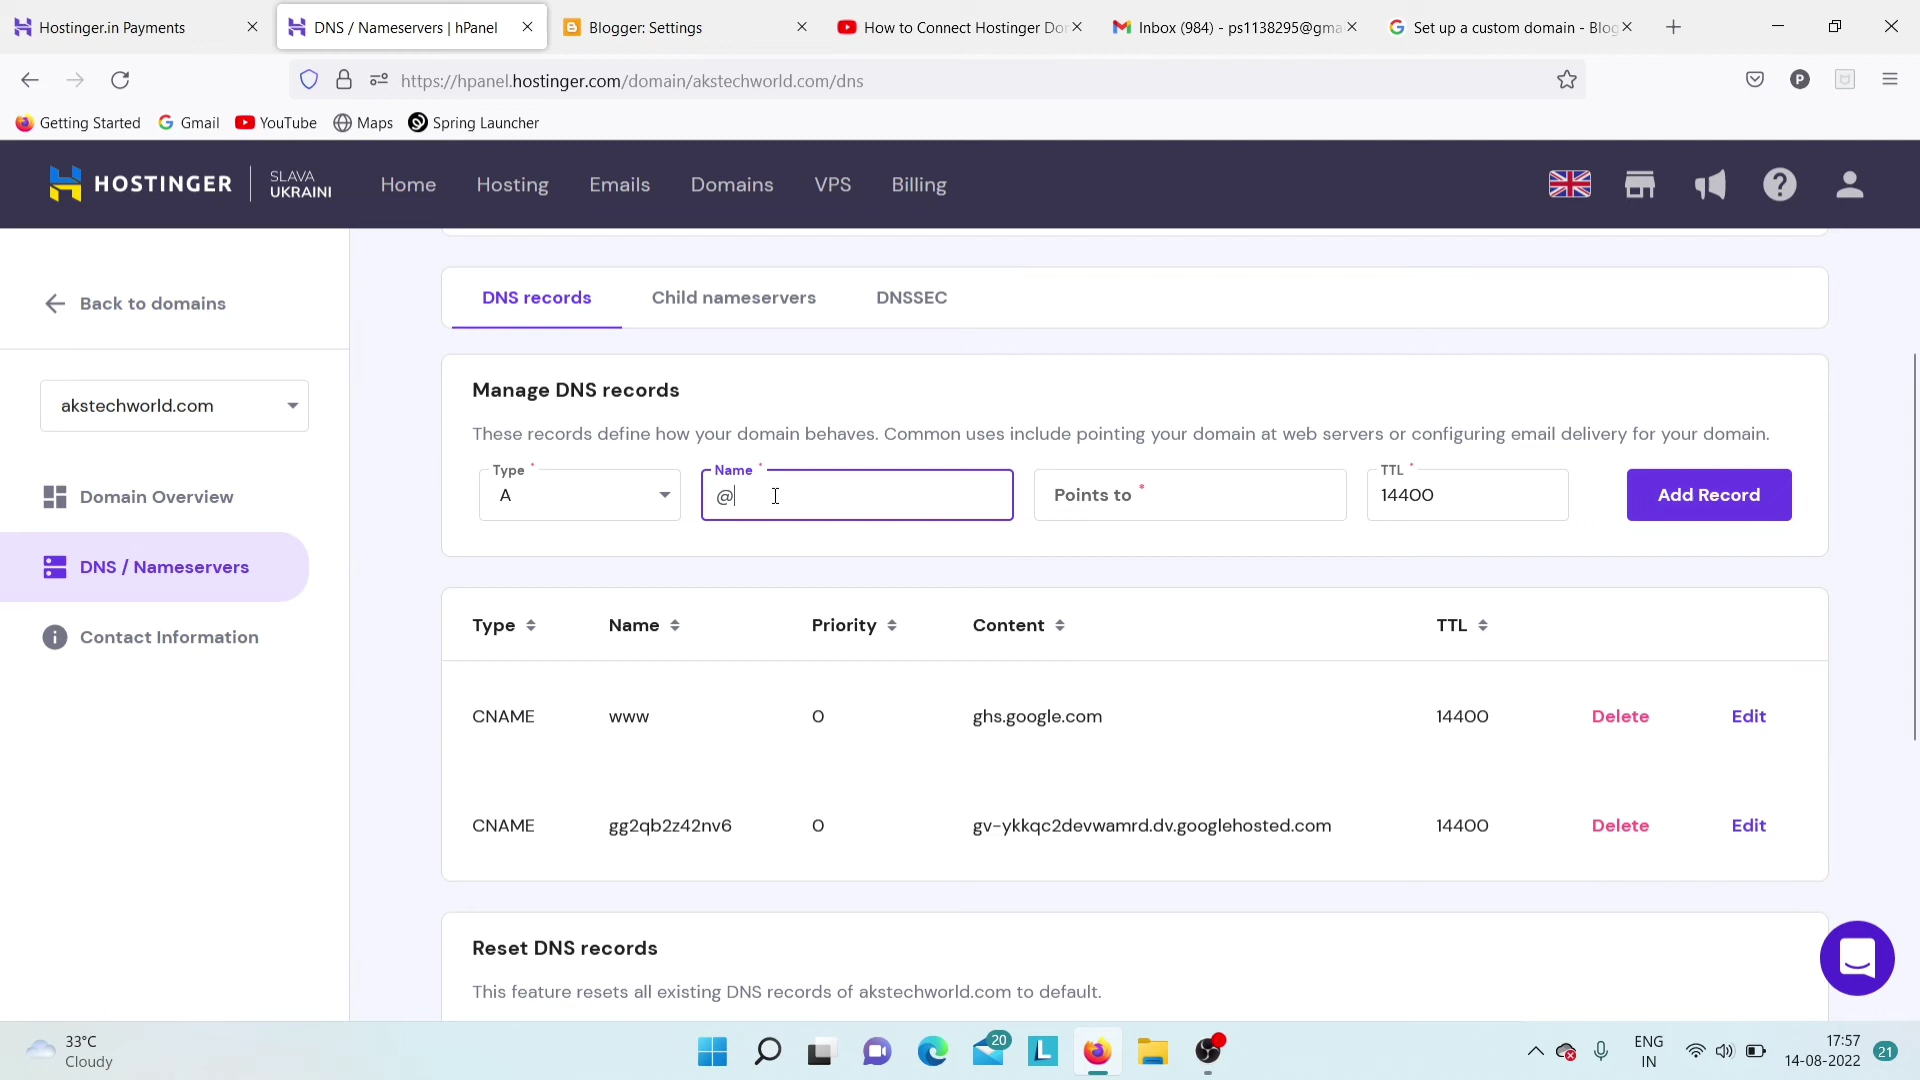 Hostinger.in Payments
DNS / Nameservers | hPanel
Blogger: Settings
How to Connect Hostinger Do
Inbox (984) - ps1138295@gma
Set up a custom domain - Blog
https://hpanel.hostinger.com/domain/akstechworld.com/dns
P
Getting Started
Gmail
YouTube
Maps
Spring Launcher
HOSTINGER
SLAVA
UKRAINI
Home
Hosting
Emails
Domains
VPS
Billing
Back to domains
akstechworld.com
Domain Overview
DNS / Nameservers
Contact Information
DNS records
Child nameservers
DNSSEC
Manage DNS records
These records define how your domain behaves. Common uses include pointing your domain at web servers or configuring email delivery for your domain.
Type *
A
Name *
@
Points to *
TTL *
14400
Add Record
Type Name Priority Content TTL
CNAME www 0 ghs.google.com 14400 Delete Edit
CNAME gg2qb2z42nv6 0 gv-ykkqc2devwamrd.dv.googlehosted.com 14400 Delete Edit
Reset DNS records
This feature resets all existing DNS records of akstechworld.com to default.
33°C
Cloudy
20
L
ENG
IN
17:57
14-08-2022
21